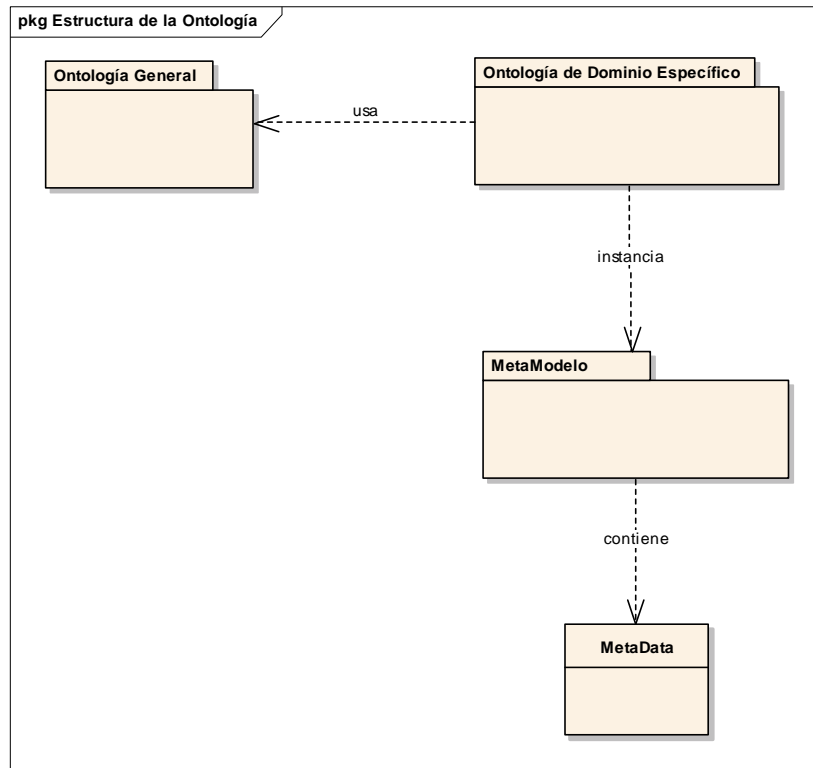 pkg Estructura de la Ontología
Ontología General
Ontología de Dominio Específico
usa
instancia
MetaModelo
contiene
MetaData